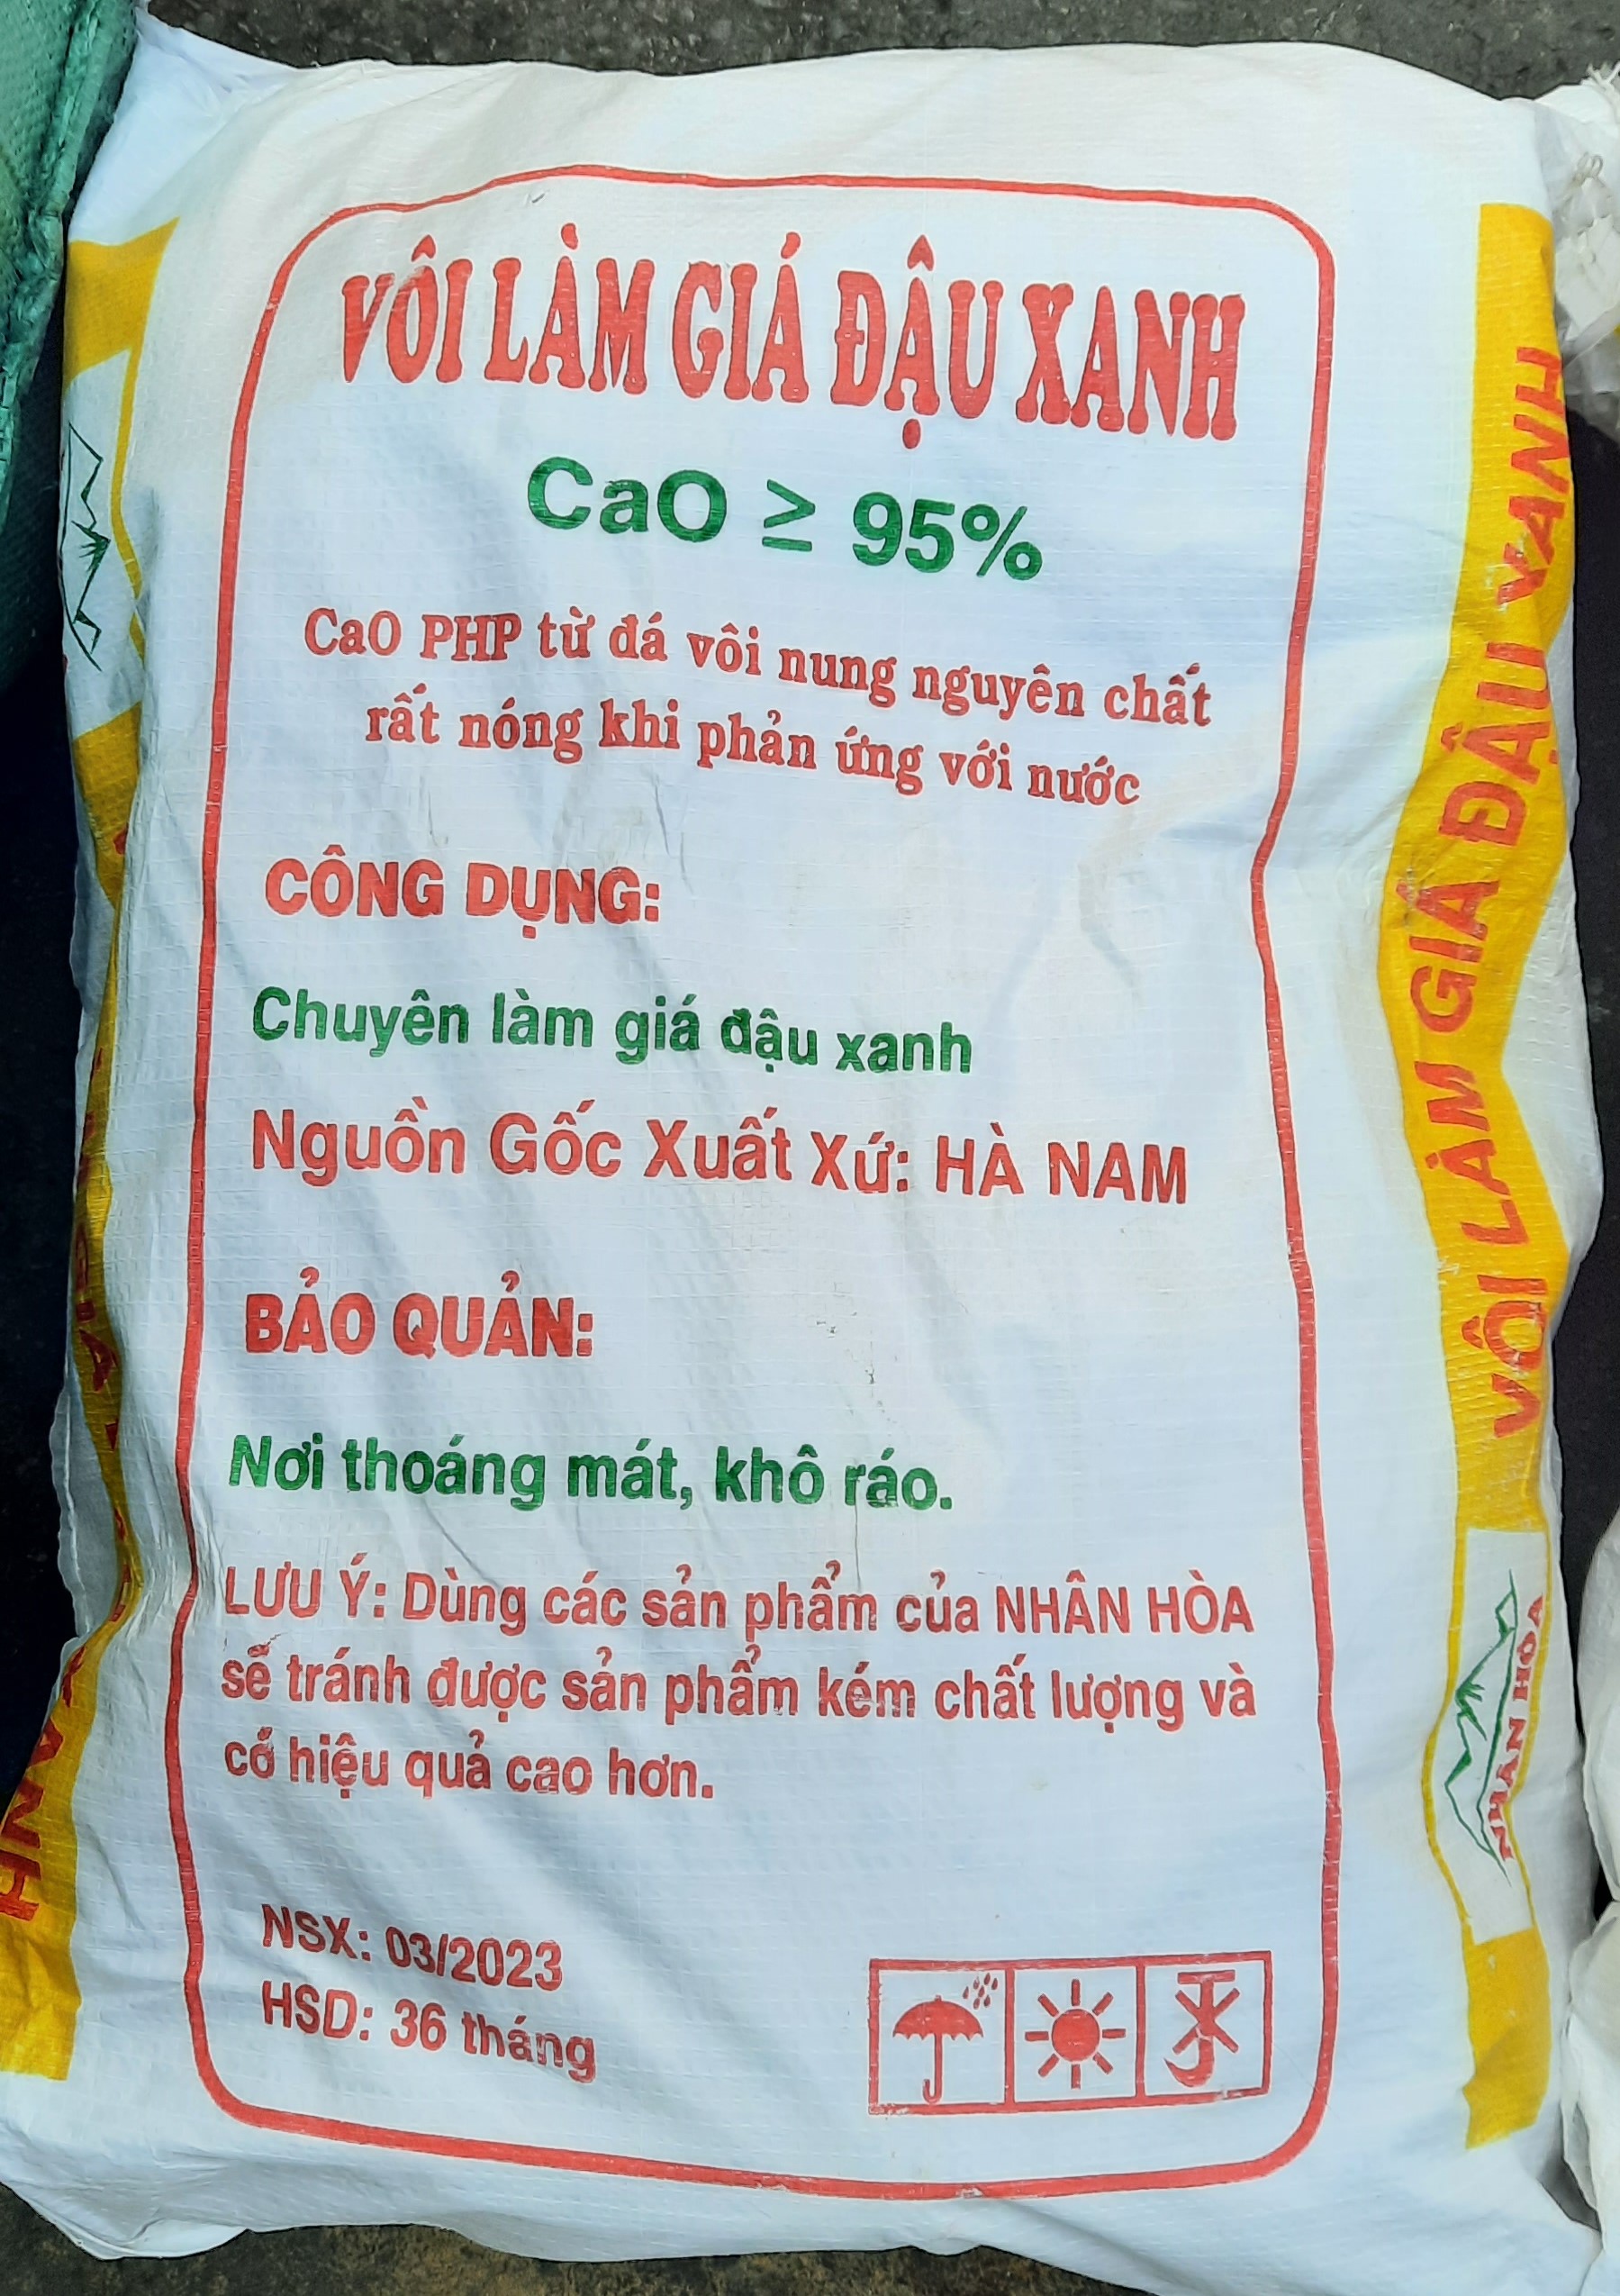 VÔI LÀM GIÁ ĐẬU XANH
CaO ≥ 95%
CaO PHP từ đá vôi nung nguyên chất
rất nóng khi phản ứng với nước
CÔNG DỤNG:
Chuyên làm giá đậu xanh
Nguồn Gốc Xuất Xứ: HÀ NAM
BẢO QUẢN:
Nơi thoáng mát, khô ráo.
LƯU Ý: Dùng các sản phẩm của NHÂN HÒA
sẽ tránh được sản phẩm kém chất lượng và
có hiệu quả cao hơn.
NSX: 03/2023
HSD: 36 tháng
VÔI LÀM GIÁ ĐẬU XANH
NHÂN HÒA